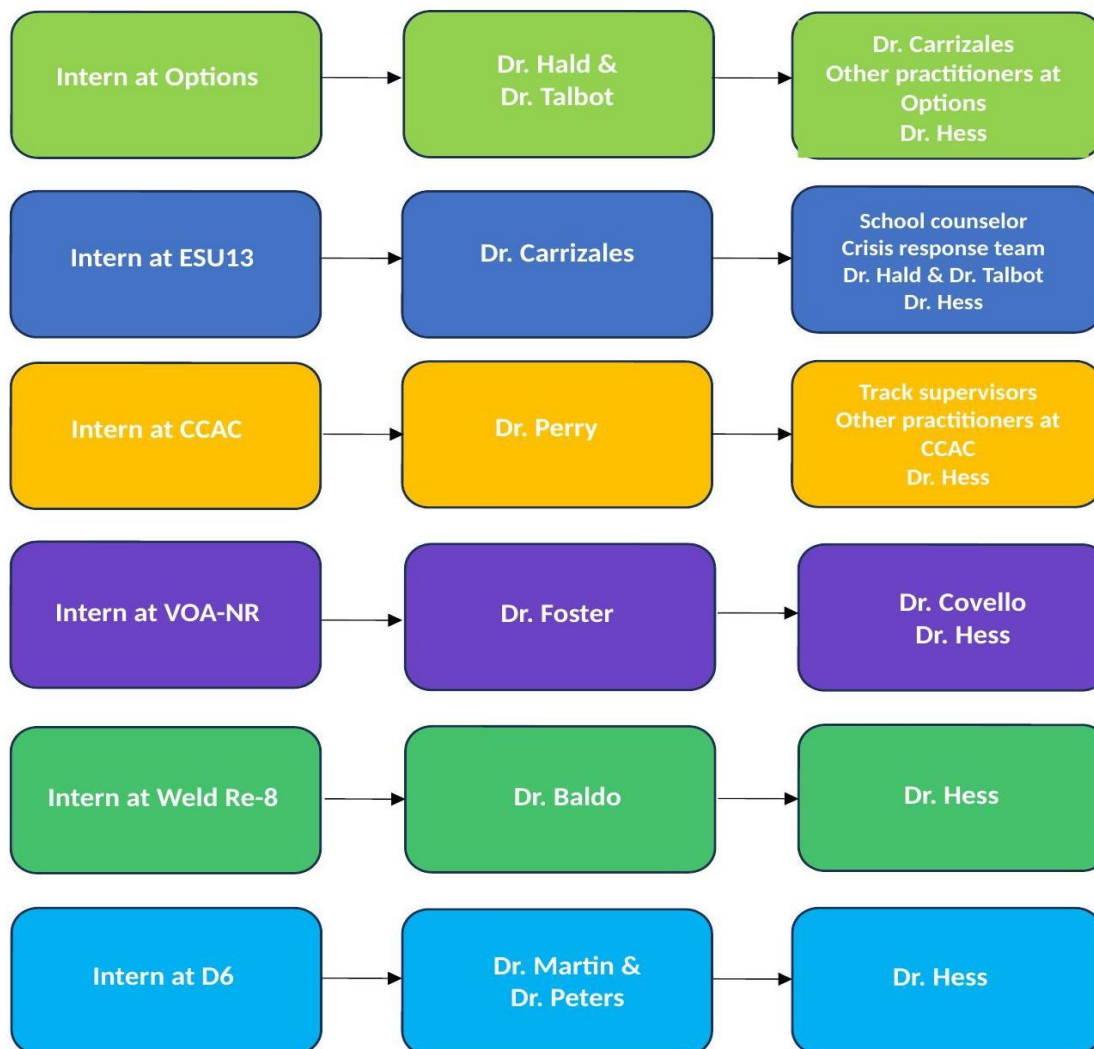 Intern at Options
Dr. Hald &
Dr. Talbot
Dr. Carrizales
Other practitioners at
Options
Dr. Hess
Intern at ESU13
Dr. Carrizales
School counselor
Crisis response team
Dr. Hald & Dr. Talbot
Dr. Hess
Intern at CCAC
Dr. Perry
Track supervisors
Other practitioners at
CCAC
Dr. Hess
Intern at VOA-NR
Dr. Foster
Dr. Covello
Dr. Hess
Intern at Weld Re-8
Dr. Baldo
Dr. Hess
Intern at D6
Dr. Martin &
Dr. Peters
Dr. Hess